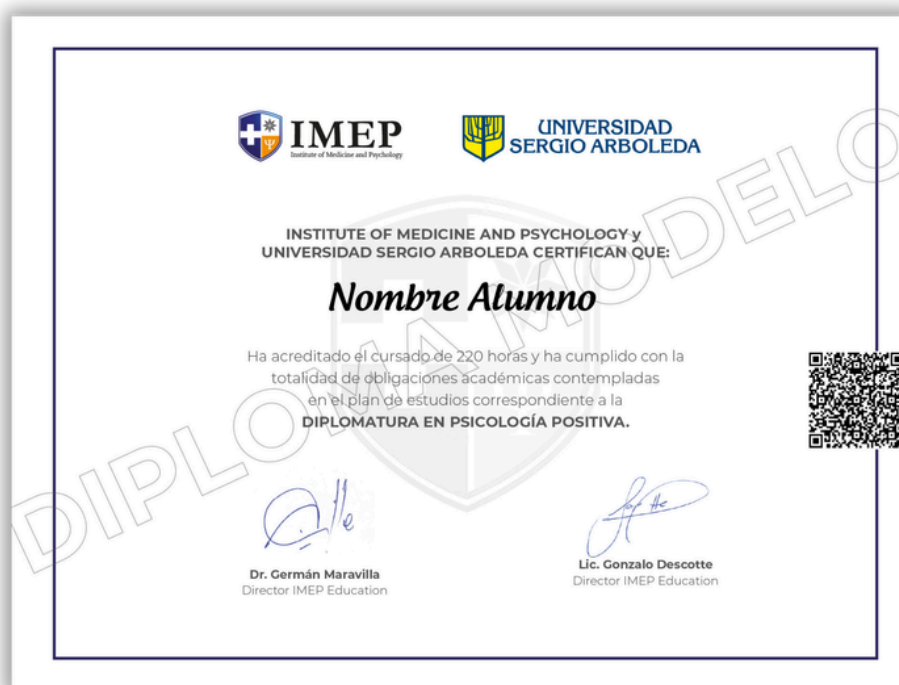 IMEP
Institute of Medicine and Psychology
UNIVERSIDAD
SERGIO ARBOLEDA
INSTITUTE OF MEDICINE AND PSYCHOLOGY y
UNIVERSIDAD SERGIO ARBOLEDA CERTIFICAN QUE:
Nombre Alumno
Ha acreditado el cursado de 220 horas y ha cumplido con la
totalidad de obligaciones académicas contempladas
en el plan de estudios correspondiente a la
DIPLOMATURA EN PSICOLOGÍA POSITIVA.
Dr. Germán Maravilla
Director IMEP Education
Lic. Gonzalo Descotte
Director IMEP Education
DIPLOMA MODELO